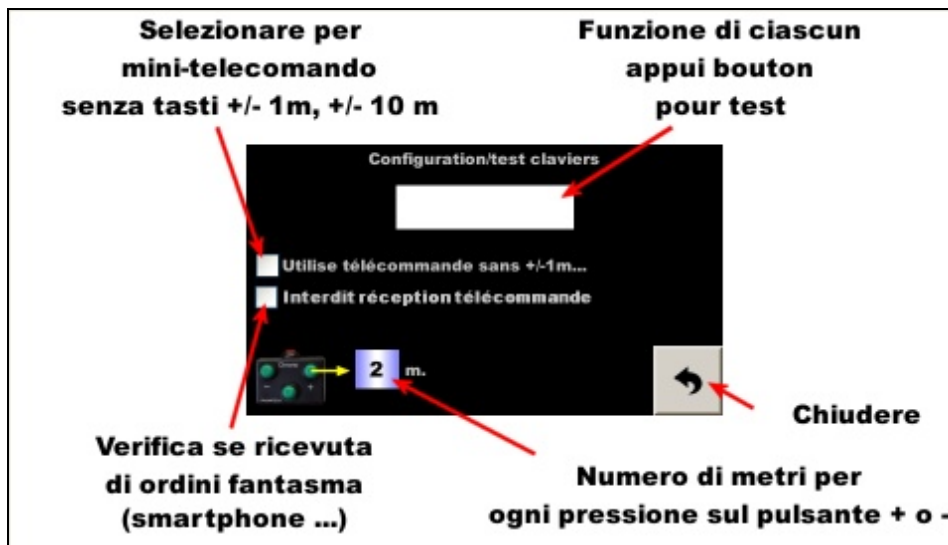 Selezionare per
mini-telecomando
senza tasti +/- 1m, +/- 10 m
Funzione di ciascun
appui bouton
pour test
Configuration/test claviers
Utilise télécommande sans +/-1m...
Interdit réception télécommande
2 m.
Chiudere
Verifica se ricevuta
di ordini fantasma
(smartphone ...)
Numero di metri per
ogni pressione sul pulsante + o -